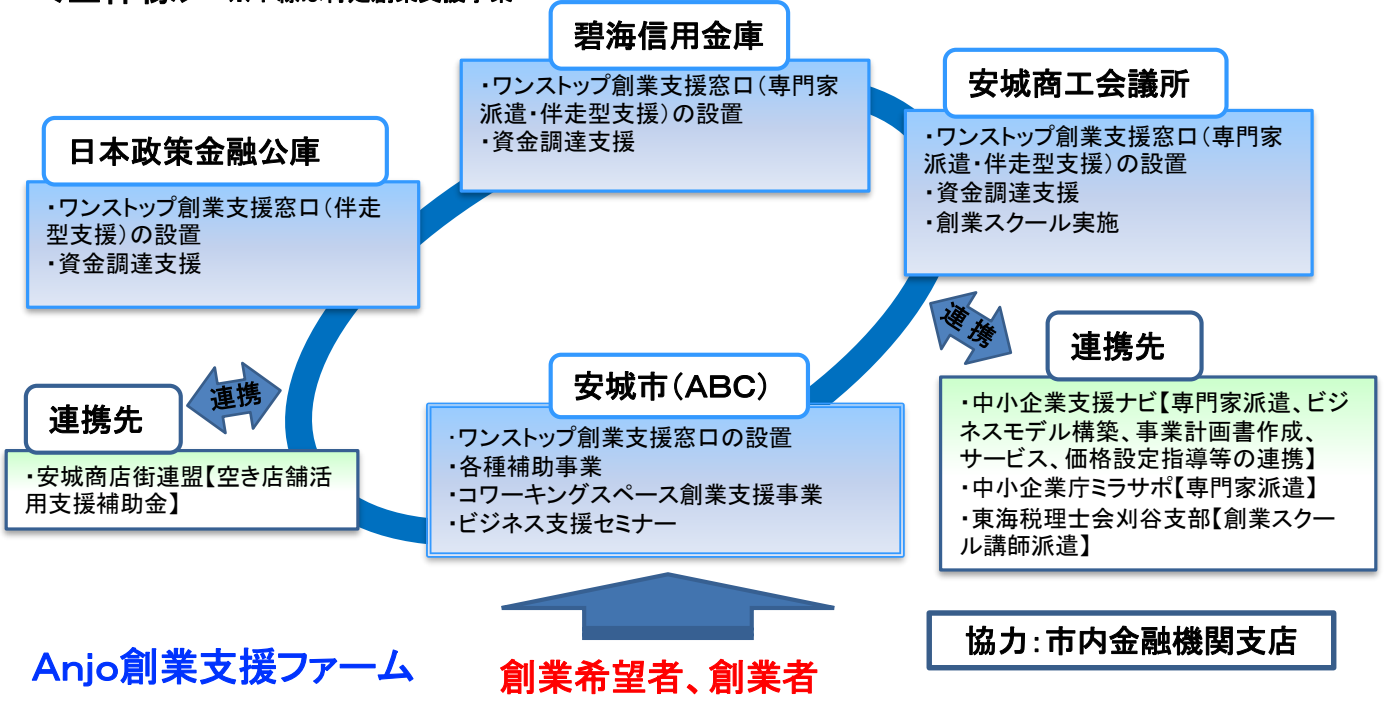 碧海信用金庫
・ワンストップ創業支援窓口(専門家
派遣・伴走型支援)の設置
・資金調達支援
安城商工会議所
・ワンストップ創業支援窓口(専門家
派遣・伴走型支援)の設置
・資金調達支援
・創業スクール実施
日本政策金融公庫
・ワンストップ創業支援窓口(伴走
型支援)の設置
・資金調達支援
連携
連携
連携先
・安城商店街連盟【空き店舗活
用支援補助金】
安城市(ABC)
・ワンストップ創業支援窓口の設置
・各種補助事業
・コワーキングスペース創業支援事業
・ビジネス支援セミナー
連携先
・中小企業支援ナビ【専門家派遣、ビジ
ネスモデル構築、事業計画書作成、
サービス、価格設定指導等の連携】
・中小企業庁ミラサポ【専門家派遣】
・東海税理士会刈谷支部【創業スクー
ル講師派遣】
協力:市内金融機関支店
Anjo創業支援ファーム
創業希望者、創業者